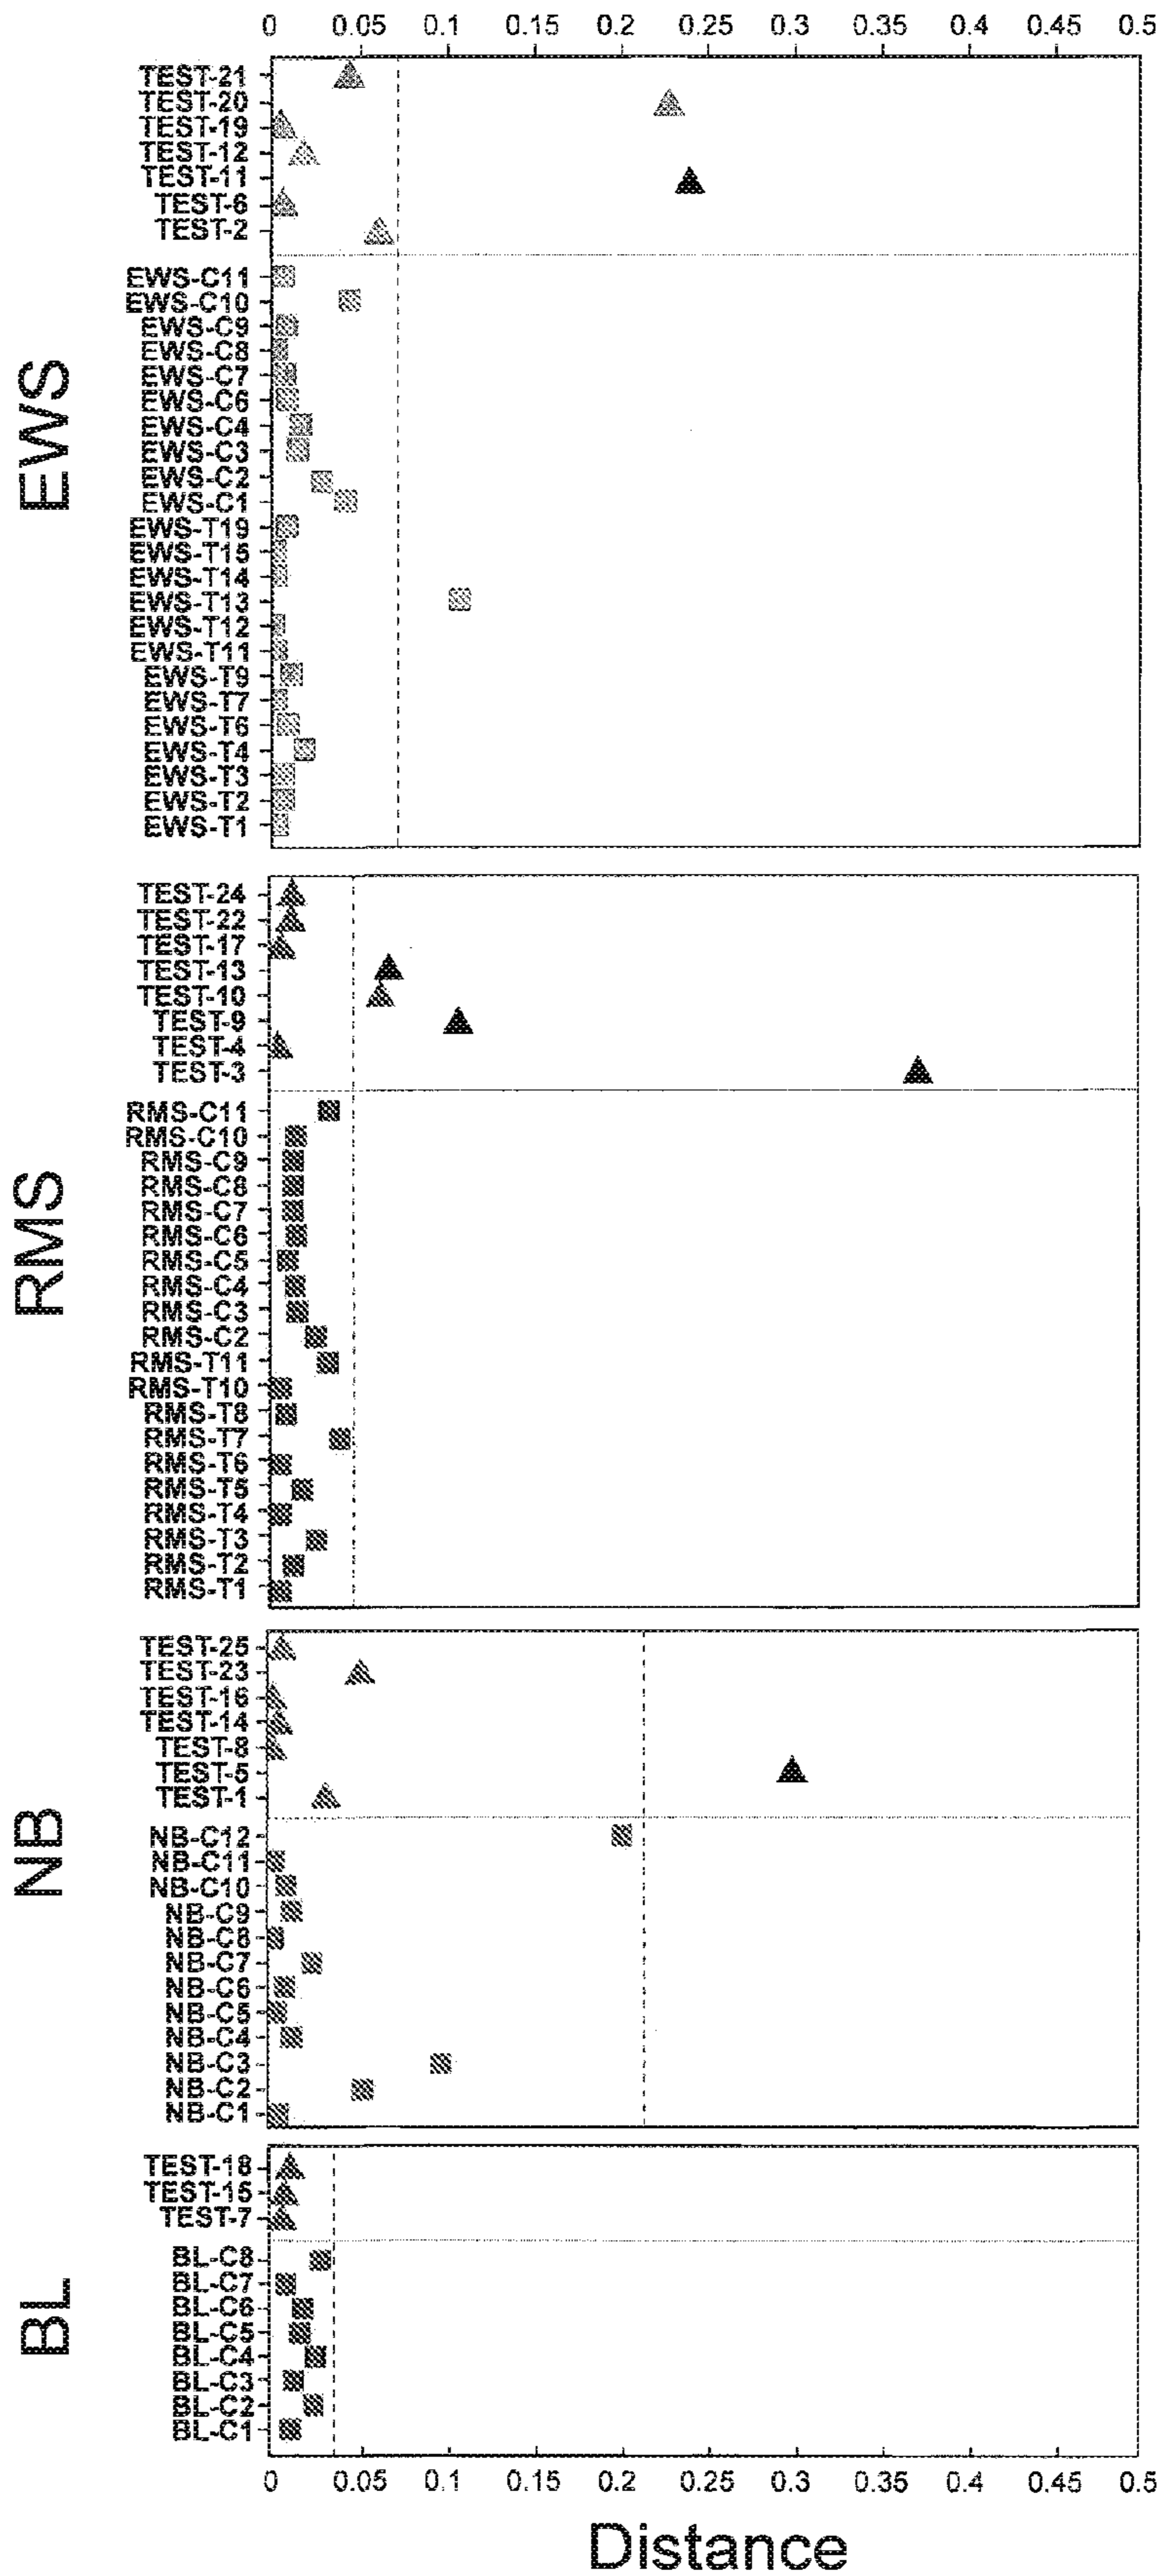 0 0.05 0.1 0.15 0.2 0.25 0.3 0.35 0.4 0.45 0.5
EWS
TEST-21
TEST-20
TEST-19
TEST-12
TEST-11
TEST-6
TEST-2
EWS-C11
EWS-C10
EWS-C9
EWS-C8
EWS-C7
EWS-C6
EWS-C4
EWS-C3
EWS-C2
EWS-C1
EWS-T19
EWS-T15
EWS-T14
EWS-T13
EWS-T12
EWS-T11
EWS-T9
EWS-T7
EWS-T6
EWS-T4
EWS-T3
EWS-T2
EWS-T1
RMS
TEST-24
TEST-22
TEST-17
TEST-13
TEST-10
TEST-9
TEST-4
TEST-3
RMS-C11
RMS-C10
RMS-C9
RMS-C8
RMS-C7
RMS-C6
RMS-C5
RMS-C4
RMS-C3
RMS-C2
RMS-T11
RMS-T10
RMS-T8
RMS-T7
RMS-T6
RMS-T5
RMS-T4
RMS-T3
RMS-T2
RMS-T1
NB
TEST-25
TEST-23
TEST-16
TEST-14
TEST-8
TEST-5
TEST-1
NB-C12
NB-C11
NB-C10
NB-C9
NB-C8
NB-C7
NB-C6
NB-C5
NB-C4
NB-C3
NB-C2
NB-C1
BL
TEST-18
TEST-15
TEST-7
BL-C8
BL-C7
BL-C6
BL-C5
BL-C4
BL-C3
BL-C2
BL-C1
0 0.05 0.1 0.15 0.2 0.25 0.3 0.35 0.4 0.45 0.5
Distance